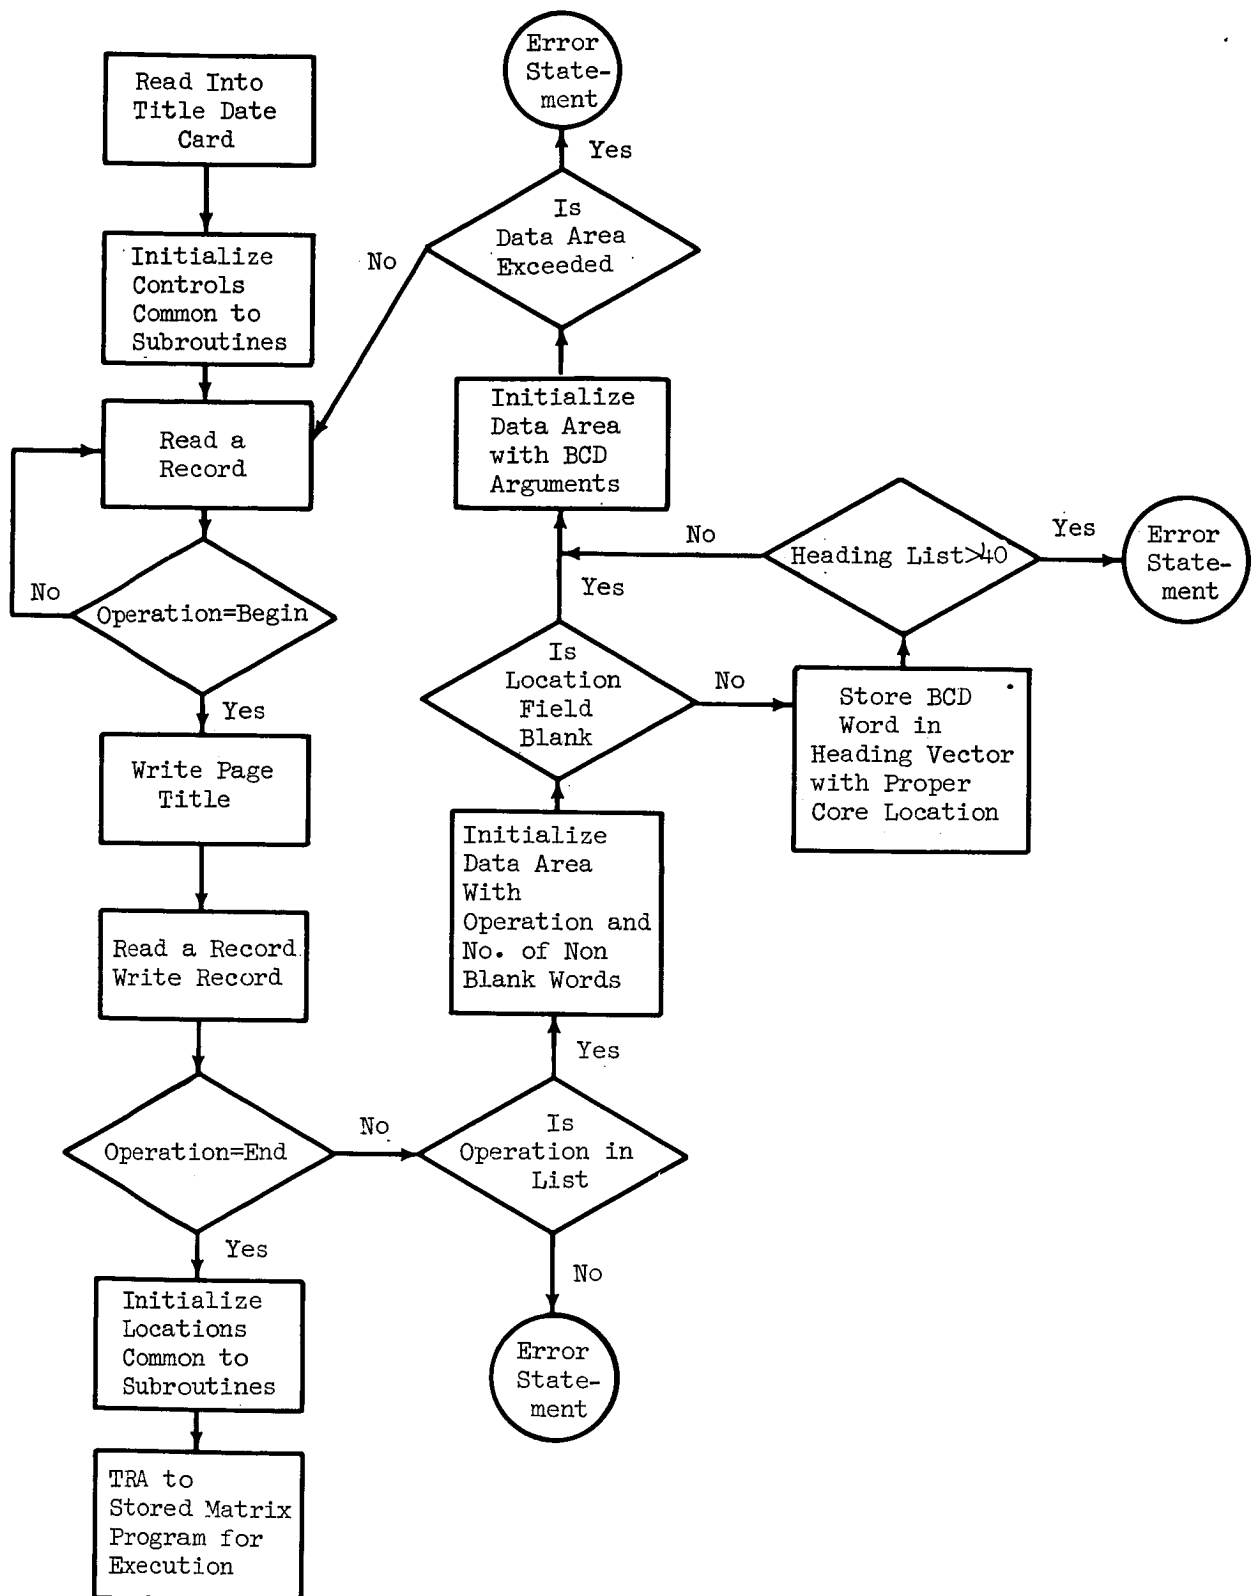 Read Into
Title Date
Card
Initialize
Controls
Common to
Subroutines
Read a
Record
No
Operation=Begin
Yes
Write Page
Title
Read a Record
Write Record
Operation=End
No
Yes
Initialize
Locations
Common to
Subroutines
TRA to
Stored Matrix
Program for
Execution
Error
State-
ment
Yes
Is
Data Area
Exceeded
No
Initialize
Data Area
with BCD
Arguments
No
Heading List>40
Yes
Error
State-
ment
Yes
Is
Location
Field
Blank
No
Store BCD
Word in
Heading Vector
with Proper
Core Location
Initialize
Data Area
With
Operation and
No. of Non
Blank Words
Yes
Is
Operation in
List
No
Error
State-
ment